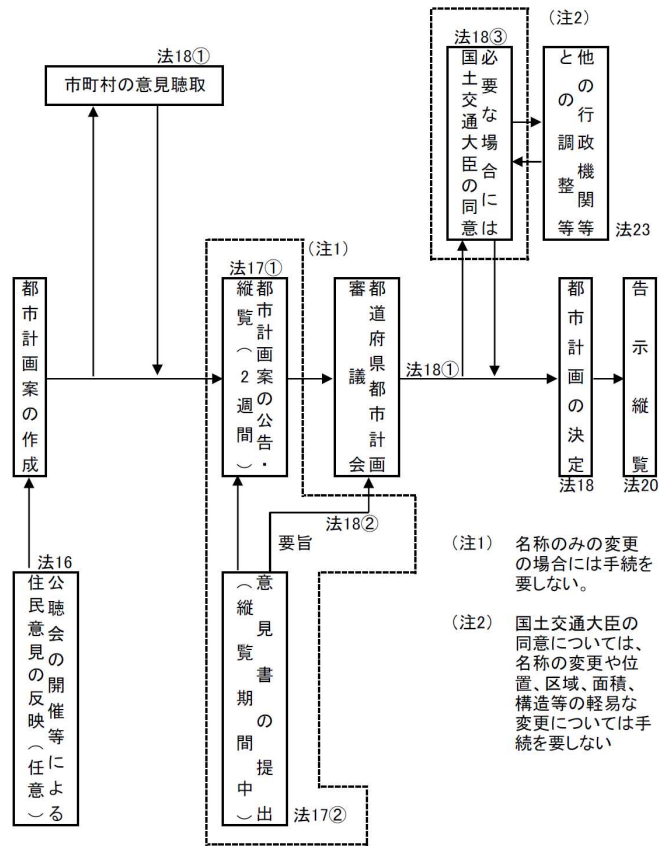 法18①
市町村の意見聴取
(注2)
法18③
必要な場合には
国土交通大臣の同意
他の行政機関等
との調整等
法23
(注1)
都市計画案の作成
法17①
都市計画案の公告・
縦覧(2週間)
都道府県都市計画
審議会
法18①
都市計画の決定
法18
告示縦覧
法20
法16
公聴会の開催等による
住民意見の反映(任意)
要旨
法18②
意見書の提出
(縦覧期間中)
法17②
(注1) 名称のみの変更
の場合には手続を
要しない。
(注2) 国土交通大臣の
同意については、
名称の変更や位
置、区域、面積、
構造等の軽易な
変更については手
続を要しない